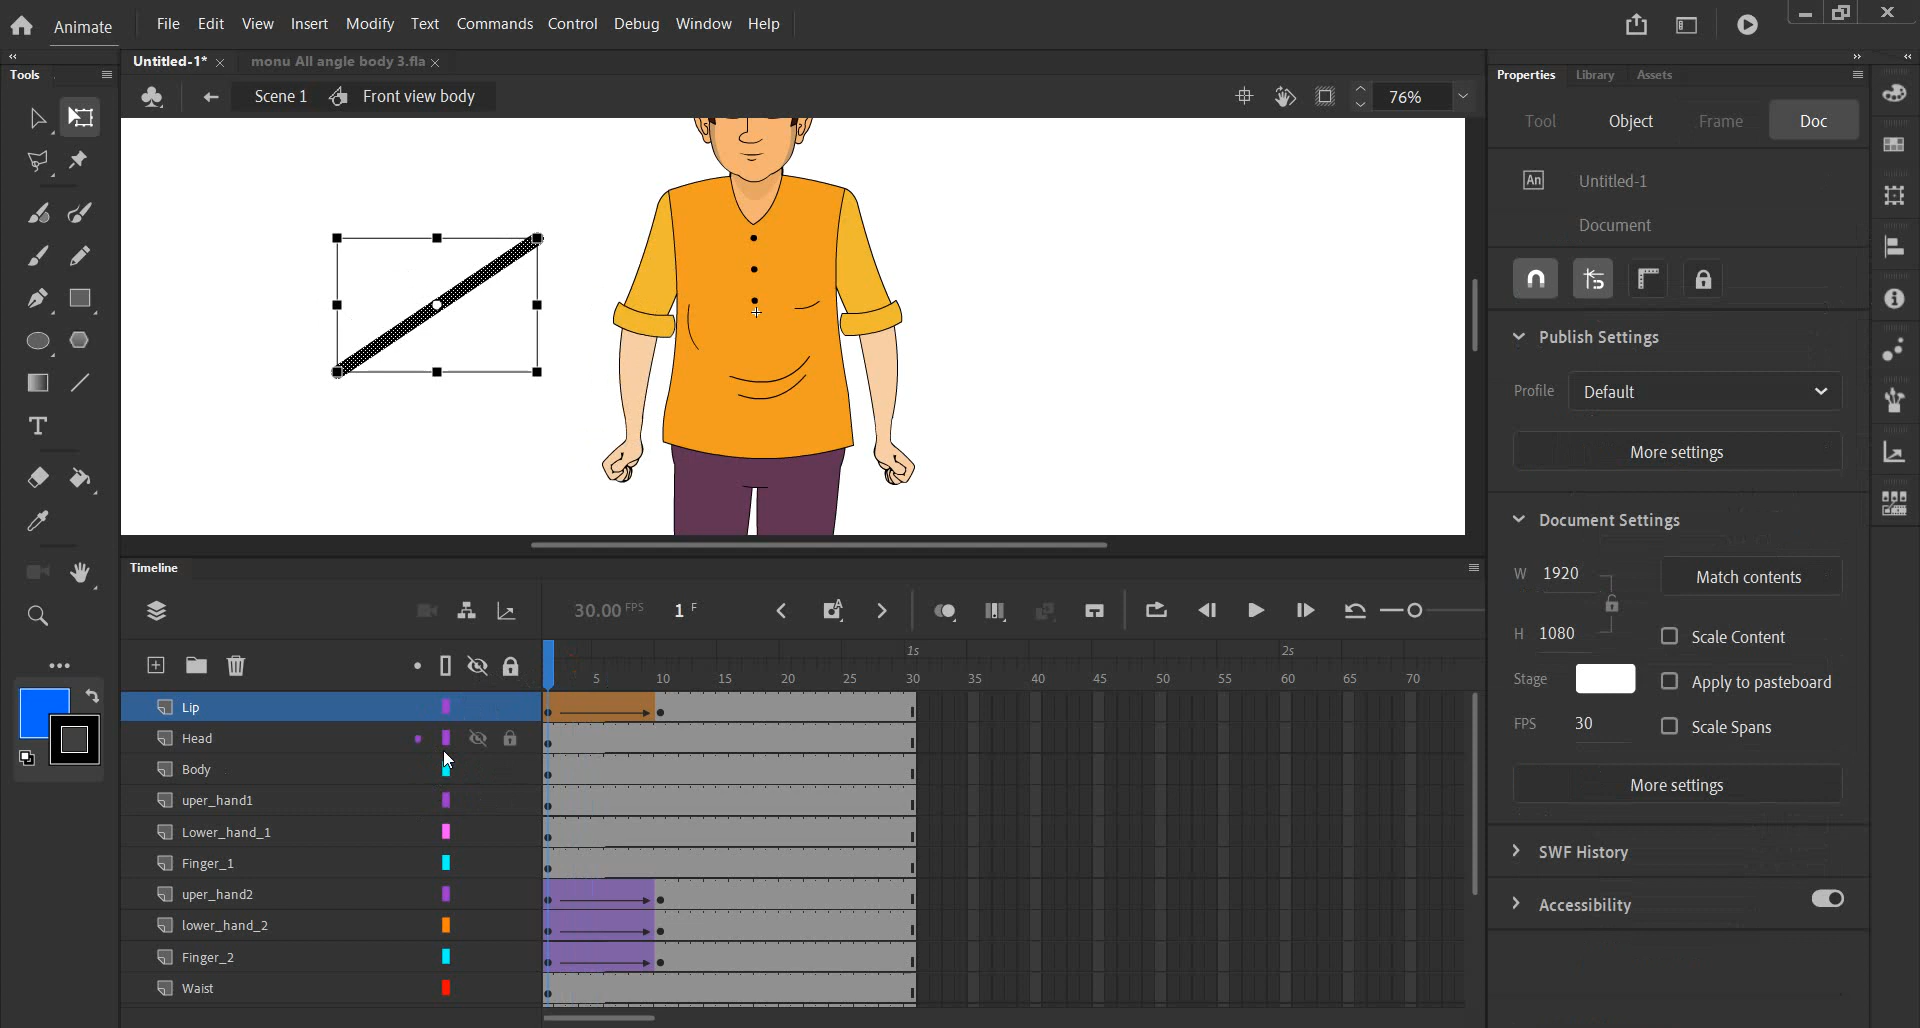 Animate
File Edit View Insert Modify Text Commands Control Debug Window Help
Tools
Untitled-1*
monu All angle body 3.fla
Properties Library Assets
Scene 1
Front view body
76%
Tool Object Frame Doc
An Untitled-1
Document
Publish Settings
Profile Default
More settings
Document Settings
W 1920
Match contents
H 1080
Scale Content
Stage
Apply to pasteboard
FPS 30
Scale Spans
More settings
SWF History
Accessibility
Timeline
30.00 FPS 1 F
1s 2s
5 10 15 20 25 30 35 40 45 50 55 60 65 70
Lip
Head
Body
uper_hand1
Lower_hand_1
Finger_1
uper_hand2
lower_hand_2
Finger_2
Waist
T